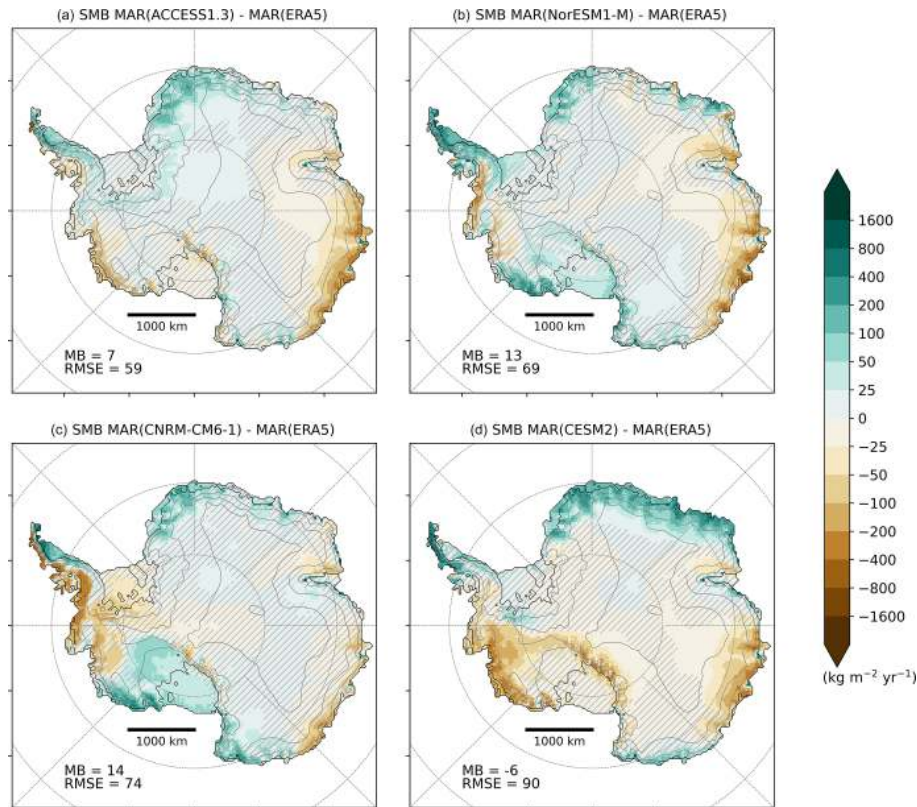 (a) SMB MAR(ACCESS1.3) - MAR(ERA5)
(b) SMB MAR(NorESM1-M) - MAR(ERA5)
1000 km
MB = 7
RMSE = 59
1000 km
MB = 13
RMSE = 69
(c) SMB MAR(CNRM-CM6-1) - MAR(ERA5)
(d) SMB MAR(CESM2) - MAR(ERA5)
1000 km
MB = 14
RMSE = 74
1000 km
MB = -6
RMSE = 90
1600
800
400
200
100
50
25
0
−25
−50
−100
−200
−400
−800
−1600
(kg m⁻² yr⁻¹)